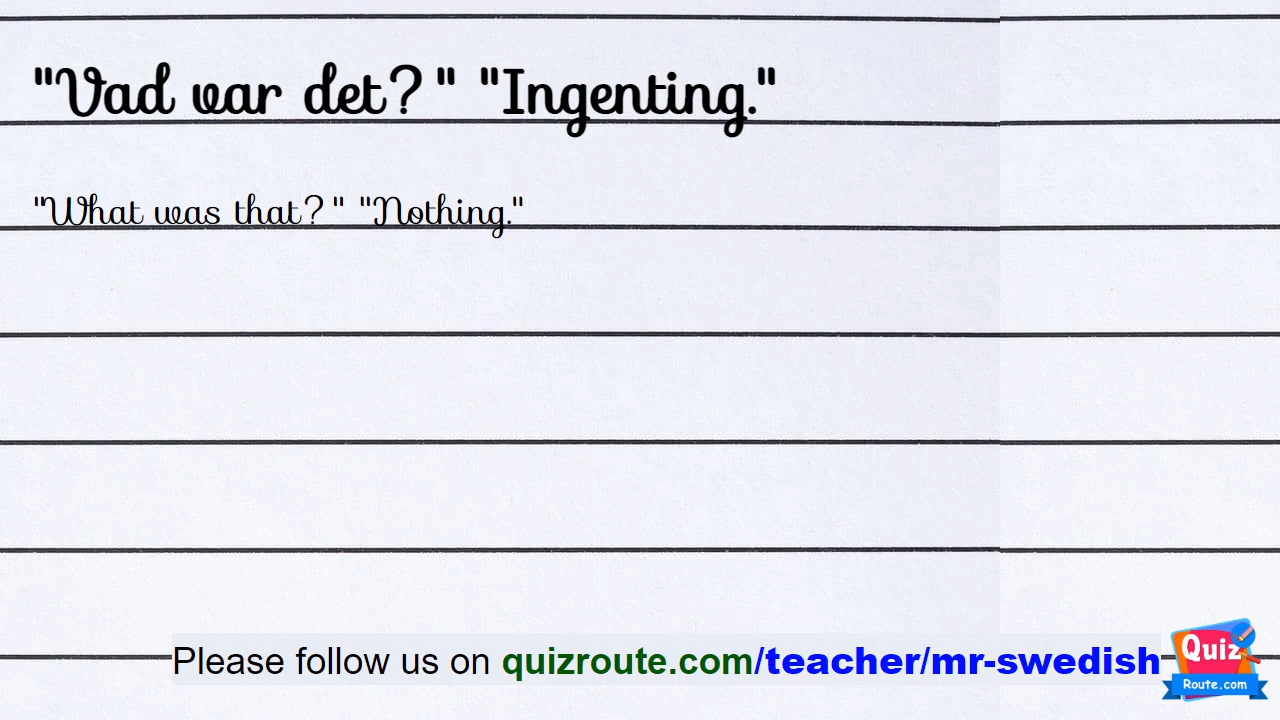 "Vad var det?" "Ingenting."
"What was that?" "Nothing."
Please follow us on quizroute.com/teacher/mr-swedish
Quiz
Route.com